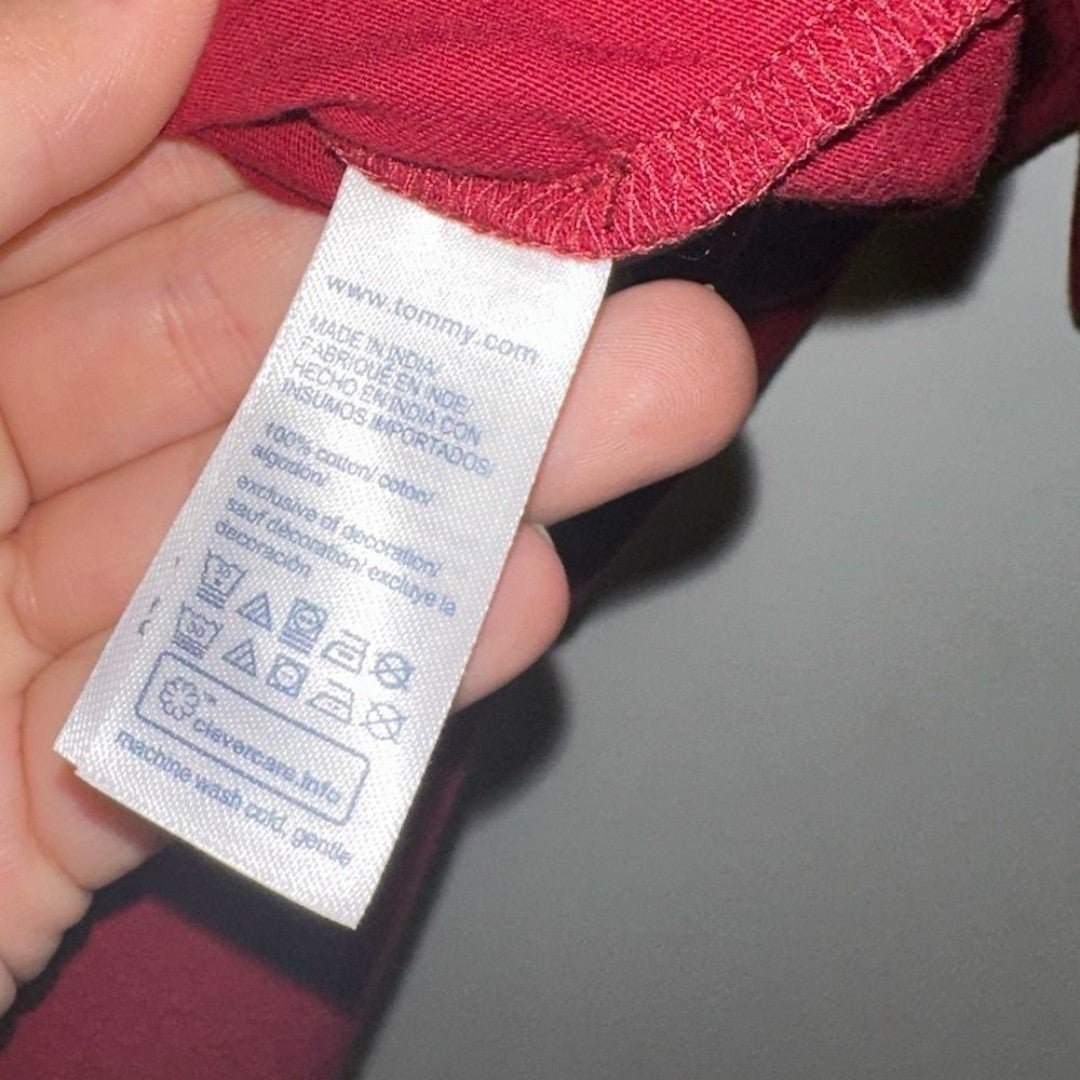 www.tommy.com
MADE IN INDIA/
FABRIQUÉ EN INDE
HECHO EN INDIA CON
INSUMOS IMPORTADOS/
100% cotton/ coton/
algodón/
exclusive of decoration/
sauf décoration/ excluye la
decoración
™
clevercare.info
machine wash cold, gentle